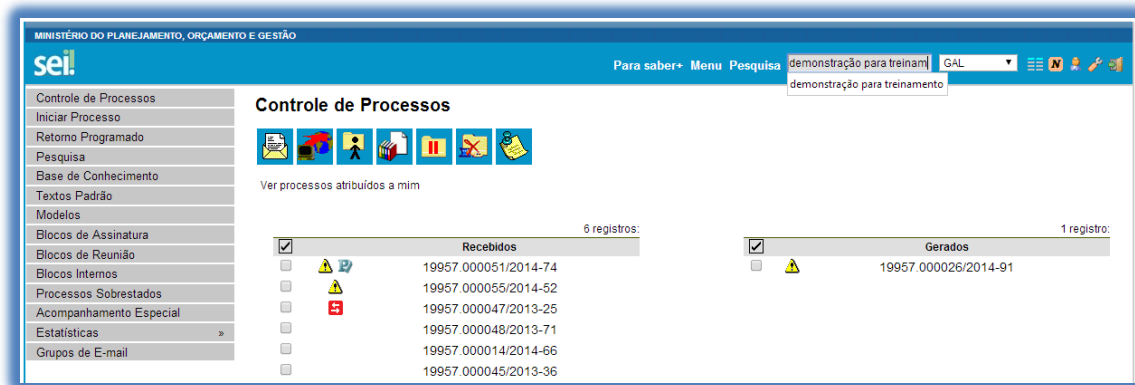 MINISTÉRIO DO PLANEJAMENTO, ORÇAMENTO E GESTÃO
sei!
Para saber+ Menu Pesquisa demonstração para treinam GAL
demonstração para treinamento
Controle de Processos
Iniciar Processo
Retorno Programado
Pesquisa
Base de Conhecimento
Textos Padrão
Modelos
Blocos de Assinatura
Blocos de Reunião
Blocos Internos
Processos Sobrestados
Acompanhamento Especial
Estatísticas »
Grupos de E-mail
Controle de Processos
Ver processos atribuídos a mim
6 registros:
Recebidos
19957.000051/2014-74
19957.000055/2014-52
19957.000047/2013-25
19957.000048/2013-71
19957.000014/2014-66
19957.000045/2013-36
1 registro:
Gerados
19957.000026/2014-91